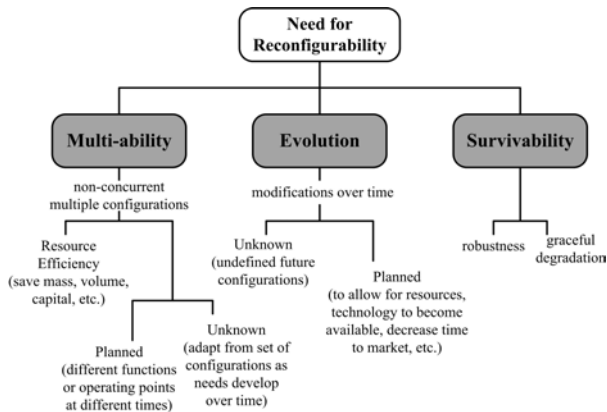 Need for
Reconfigurability
Multi-ability
Evolution
Survivability
non-concurrent
multiple configurations
modifications over time
Resource
Efficiency
(save mass, volume,
capital, etc.)
Planned
(different functions
or operating points
at different times)
Unknown
(adapt from set of
configurations as
needs develop
over time)
Unknown
(undefined future
configurations)
Planned
(to allow for resources,
technology to become
available, decrease time
to market, etc.)
robustness
graceful
degradation